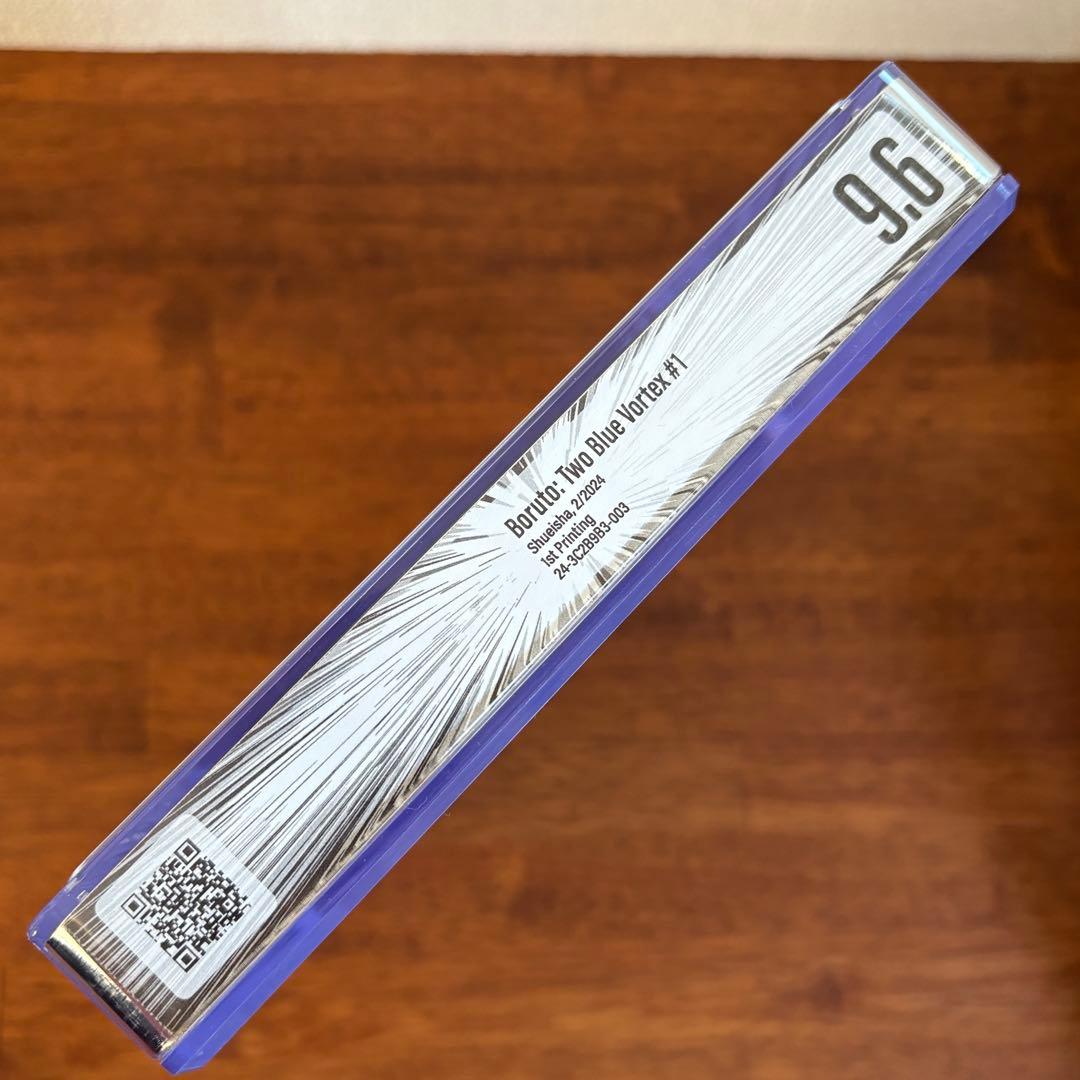 9.6
Boruto: Two Blue Vortex #1
Shueisha, 2/2024
1st Printing
24-3C2B9B3-003